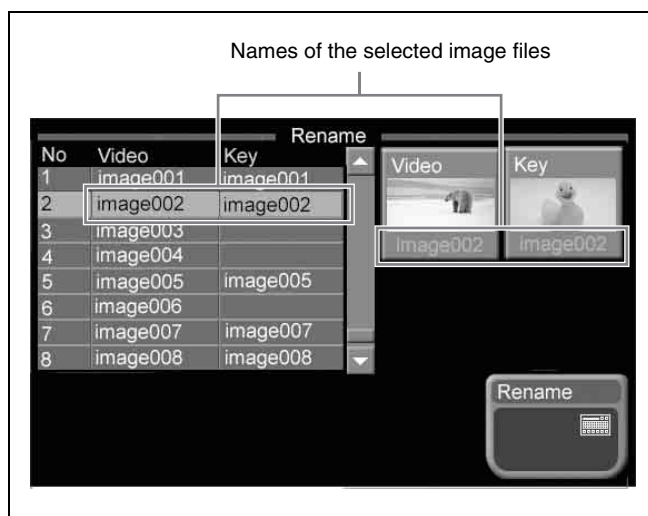 Names of the selected image files
Rename
No Video Key
1 image001 image001
2 image002 image002
3 image003
4 image004
5 image005 image005
6 image006
7 image007 image007
8 image008 image008
Video Key
Image002 image002
Rename